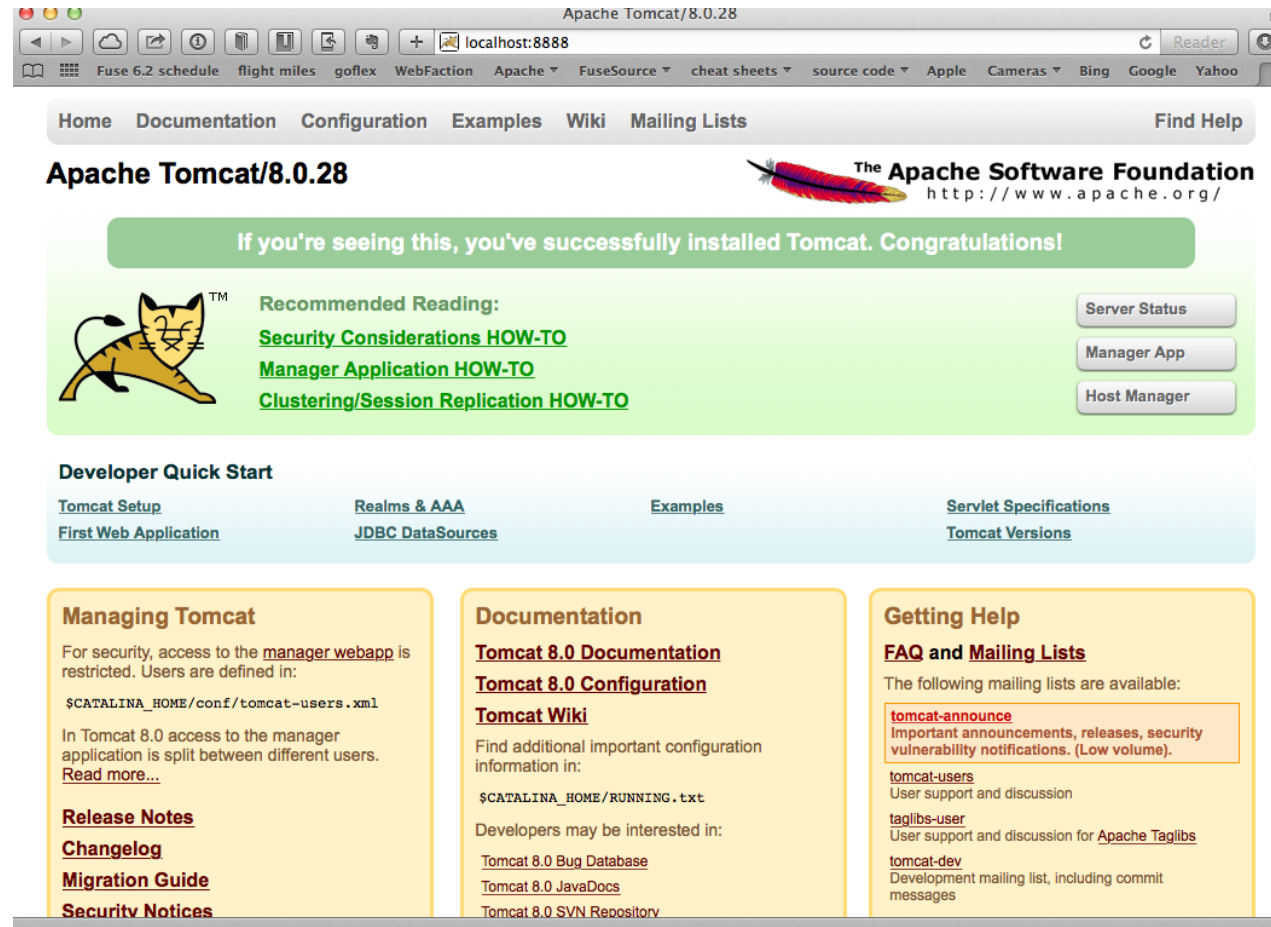 Apache Tomcat/8.0.28
localhost:8888
Reader
Fuse 6.2 schedule flight miles goflex WebFaction Apache FuseSource cheat sheets source code Apple Cameras Bing Google Yahoo
Home Documentation Configuration Examples Wiki Mailing Lists Find Help
Apache Tomcat/8.0.28
The Apache Software Foundation
http://www.apache.org/
If you're seeing this, you've successfully installed Tomcat. Congratulations!
TM
Recommended Reading:
Security Considerations HOW-TO
Manager Application HOW-TO
Clustering/Session Replication HOW-TO
Server Status
Manager App
Host Manager
Developer Quick Start
Tomcat Setup
First Web Application
Realms & AAA
JDBC DataSources
Examples
Servlet Specifications
Tomcat Versions
Managing Tomcat
For security, access to the manager webapp is
restricted. Users are defined in:
$CATALINA_HOME/conf/tomcat-users.xml
In Tomcat 8.0 access to the manager
application is split between different users.
Read more...
Release Notes
Changelog
Migration Guide
Security Notices
Documentation
Tomcat 8.0 Documentation
Tomcat 8.0 Configuration
Tomcat Wiki
Find additional important configuration
information in:
$CATALINA_HOME/RUNNING.txt
Developers may be interested in:
Tomcat 8.0 Bug Database
Tomcat 8.0 JavaDocs
Tomcat 8.0 SVN Repository
Getting Help
FAQ and Mailing Lists
The following mailing lists are available:
tomcat-announce
Important announcements, releases, security
vulnerability notifications. (Low volume).
tomcat-users
User support and discussion
taglibs-user
User support and discussion for Apache Taglibs
tomcat-dev
Development mailing list, including commit
messages